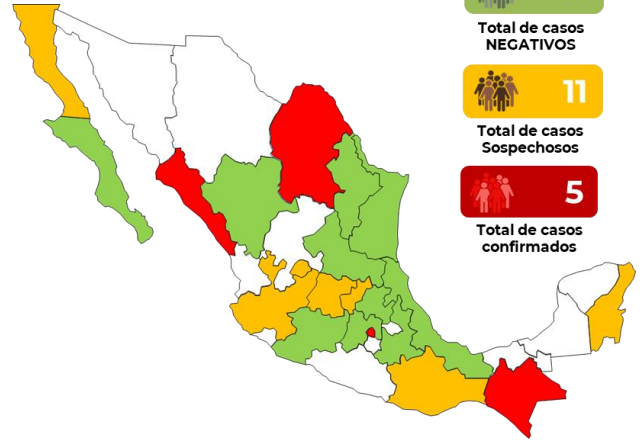 Total de casos
NEGATIVOS
11
Total de casos
Sospechosos
5
Total de casos
confirmados